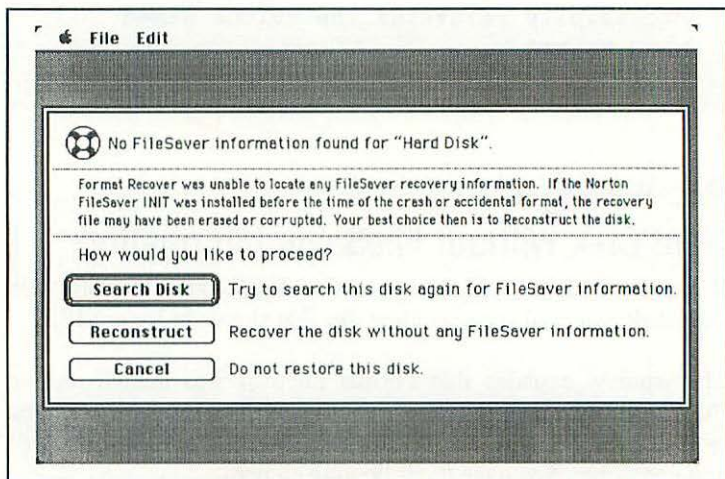 File Edit
No FileSaver information found for “Hard Disk”.
Format Recover was unable to locate any FileSaver recovery information. If the Norton
FileSaver INIT was installed before the time of the crash or accidental format, the recovery
file may have been erased or corrupted. Your best choice then is to Reconstruct the disk.
How would you like to proceed?
Search Disk Try to search this disk again for FileSaver information.
Reconstruct Recover the disk without any FileSaver information.
Cancel Do not restore this disk.